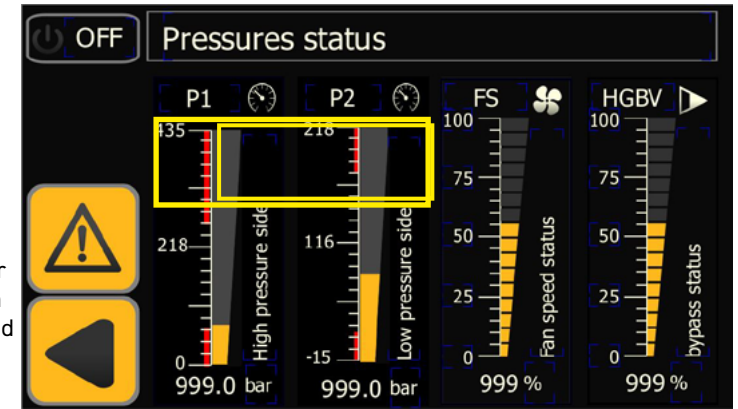 OFF
Pressures status
P1
P2
FS
HGBV
435
218
0
High pressure side
999.0 bar
218
116
-15
Low pressure side
999.0 bar
100
75
50
25
0
Fan speed status
999 %
100
75
50
25
0
bypass status
999 %